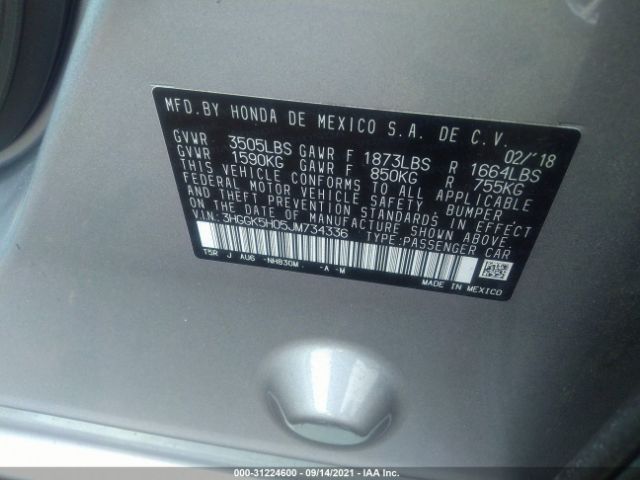 MFD. BY HONDA DE MEXICO S.A. DE C.V.
02/'18
GVWR 3505LBS GAWR F 1873LBS R 1664LBS
GVWR 1590KG GAWR F 850KG R 755KG
THIS VEHICLE CONFORMS TO ALL APPLICABLE
FEDERAL MOTOR VEHICLE SAFETY, BUMPER
AND THEFT PREVENTION STANDARDS IN EFFECT
ON THE DATE OF MANUFACTURE SHOWN ABOVE.
VIN: 3HGGK5H05JM734336 TYPE: PASSENGER CAR
T5R J AUG -NH830M. -A -M
MADE IN MEXICO
000-31224600 - 09/14/2021 - IAA Inc.